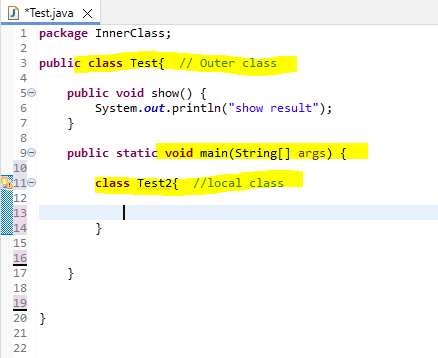 *Test.java
1 package InnerClass;
2
3 public class Test{  // Outer class
4
5     public void show() {
6         System.out.println("show result");
7     }
8
9     public static void main(String[] args) {
10
11         class Test2{  //local class
12
13
14         }
15
16
17     }
18
19
20 }
21
22